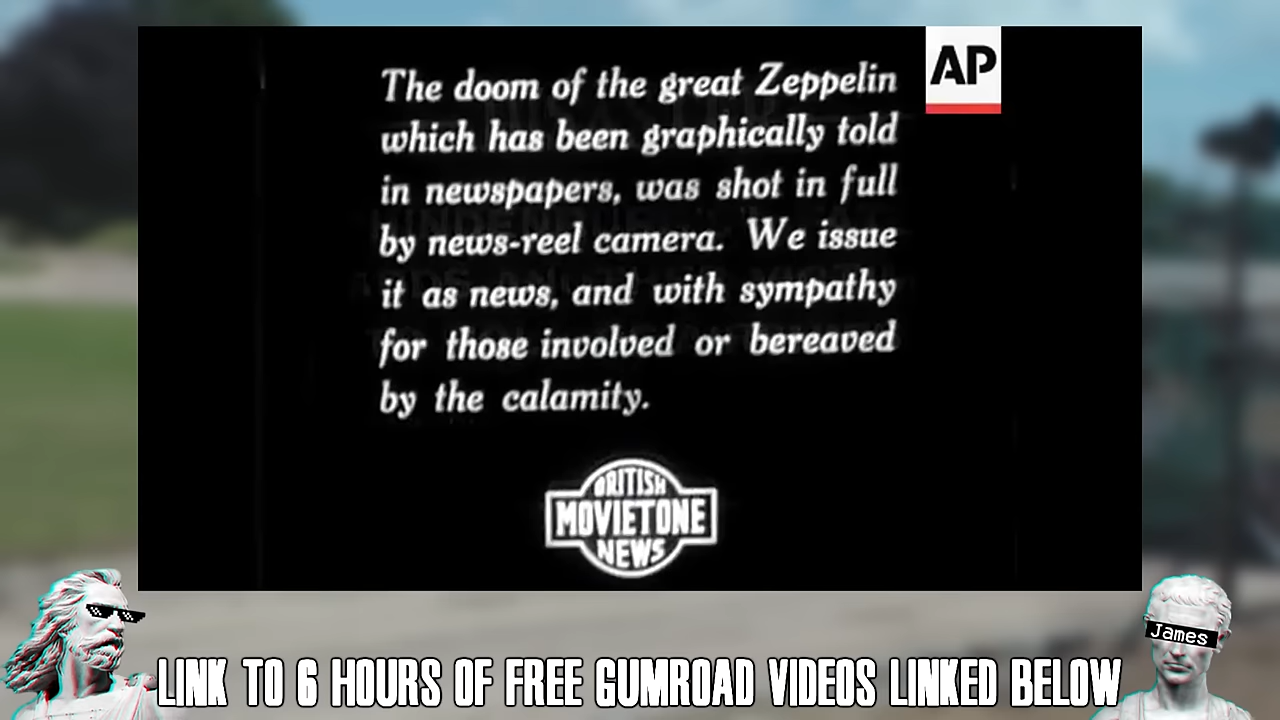 The doom of the great Zeppelin
which has been graphically told
in newspapers, was shot in full
by news-reel camera. We issue
it as news, and with sympathy
for those involved or bereaved
by the calamity.
AP
BRITISH
MOVIETONE
NEWS
James
LINK TO 6 HOURS OF FREE GUMROAD VIDEOS LINKED BELOW